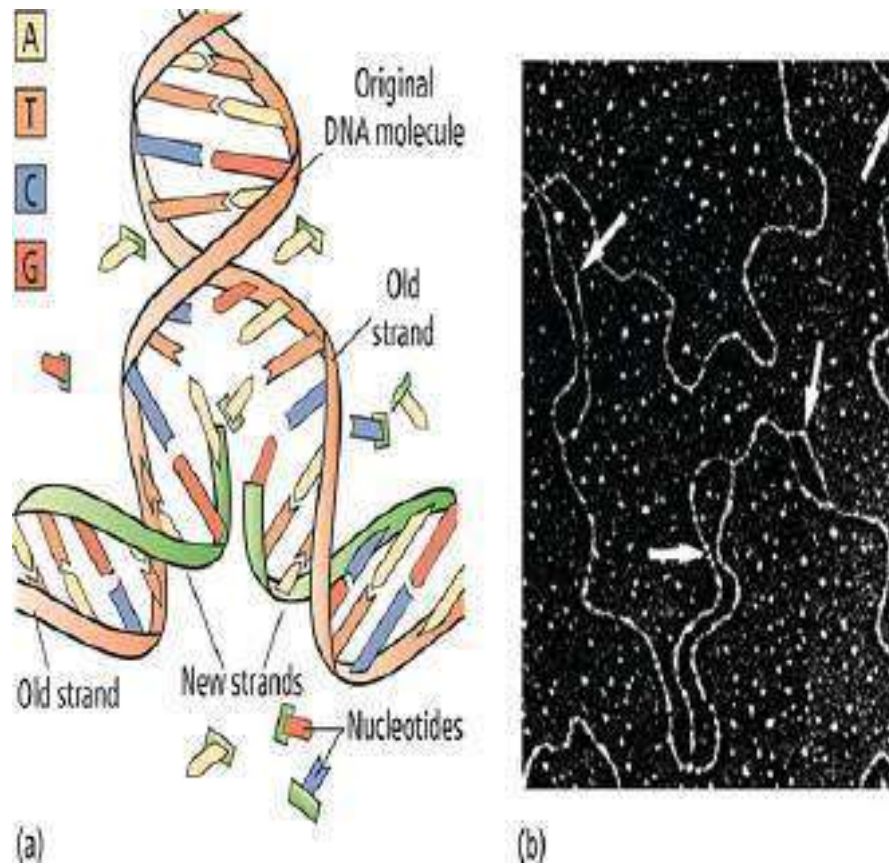 A
T
C
G
Original
DNA molecule
Old
strand
Old strand
New strands
Nucleotides
(a)
(b)